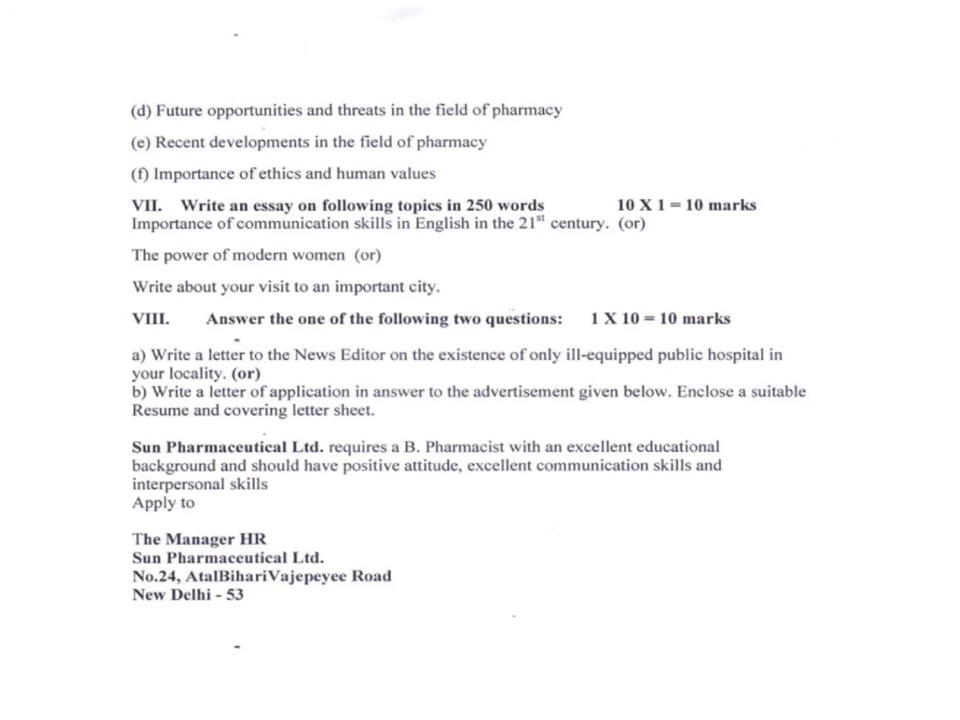 (d) Future opportunities and threats in the field of pharmacy
(e) Recent developments in the field of pharmacy
(f) Importance of ethics and human values
VII. Write an essay on following topics in 250 words 10 X 1 = 10 marks
Importance of communication skills in English in the 21st century. (or)
The power of modern women (or)
Write about your visit to an important city.
VIII. Answer the one of the following two questions: 1 X 10 = 10 marks
a) Write a letter to the News Editor on the existence of only ill-equipped public hospital in
your locality. (or)
b) Write a letter of application in answer to the advertisement given below. Enclose a suitable
Resume and covering letter sheet.
Sun Pharmaceutical Ltd. requires a B. Pharmacist with an excellent educational
background and should have positive attitude, excellent communication skills and
interpersonal skills
Apply to
The Manager HR
Sun Pharmaceutical Ltd.
No.24, AtalBihariVajepeyee Road
New Delhi - 53